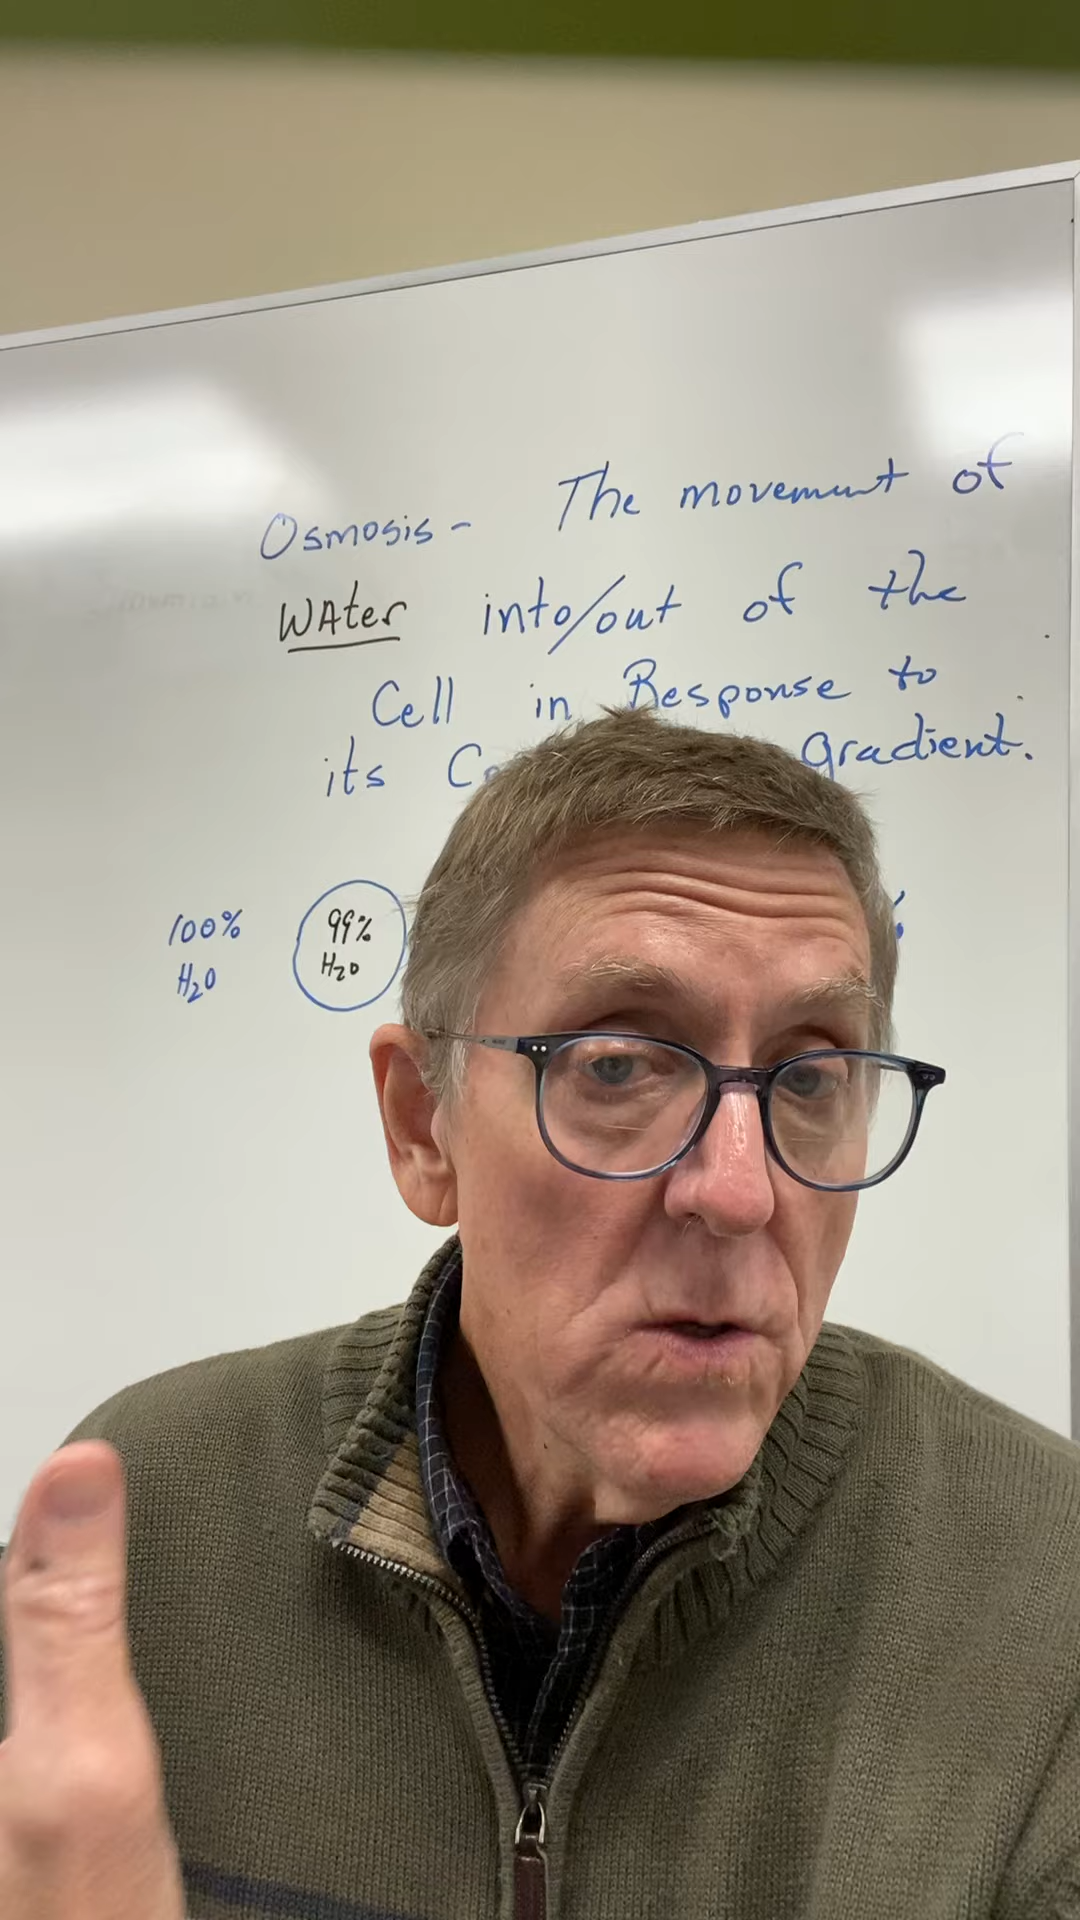 Osmosis - The movement of
WAter into/out of the
Cell in Response to
its gradient.
100% 99%
H₂O H₂O